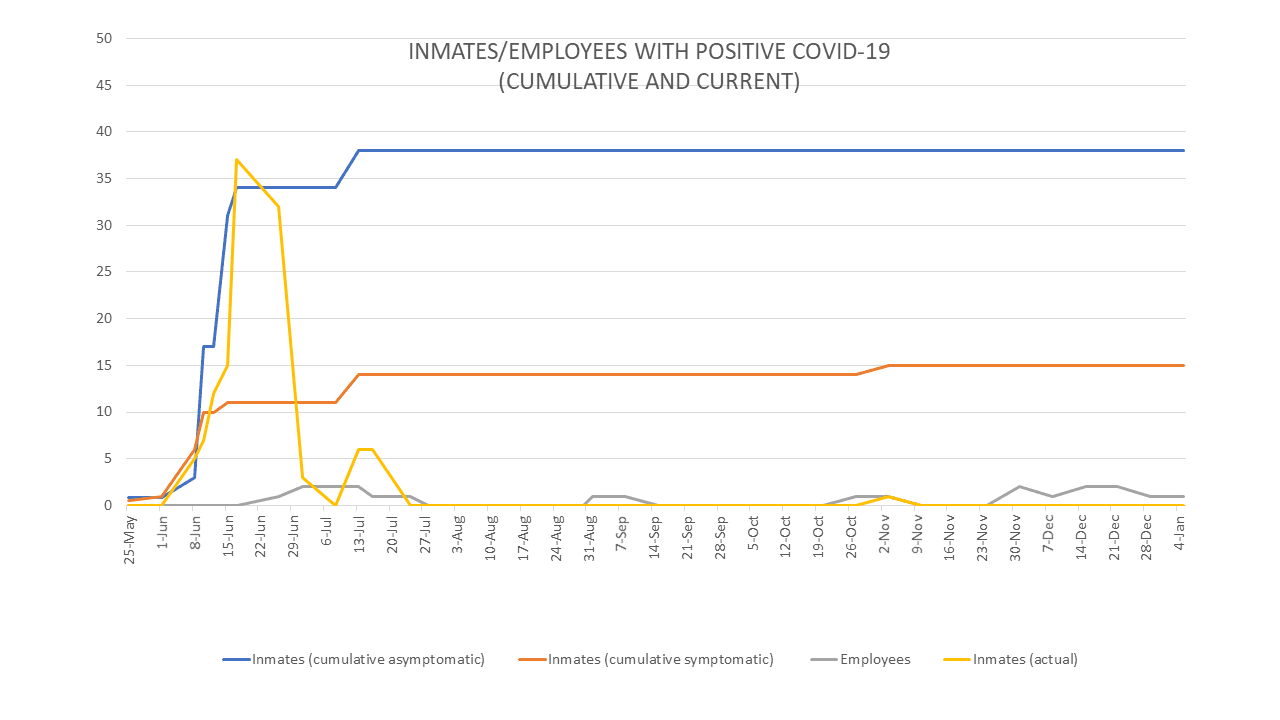 INMATES/EMPLOYEES WITH POSITIVE COVID-19
(CUMULATIVE AND CURRENT)
50
45
40
35
30
25
20
15
10
5
0
25-May
1-Jun
8-Jun
15-Jun
22-Jun
29-Jun
6-Jul
13-Jul
20-Jul
27-Jul
3-Aug
10-Aug
17-Aug
24-Aug
31-Aug
7-Sep
14-Sep
21-Sep
28-Sep
5-Oct
12-Oct
19-Oct
26-Oct
2-Nov
9-Nov
16-Nov
23-Nov
30-Nov
7-Dec
14-Dec
21-Dec
28-Dec
4-Jan
Inmates (cumulative asymptomatic)
Inmates (cumulative symptomatic)
Employees
Inmates (actual)